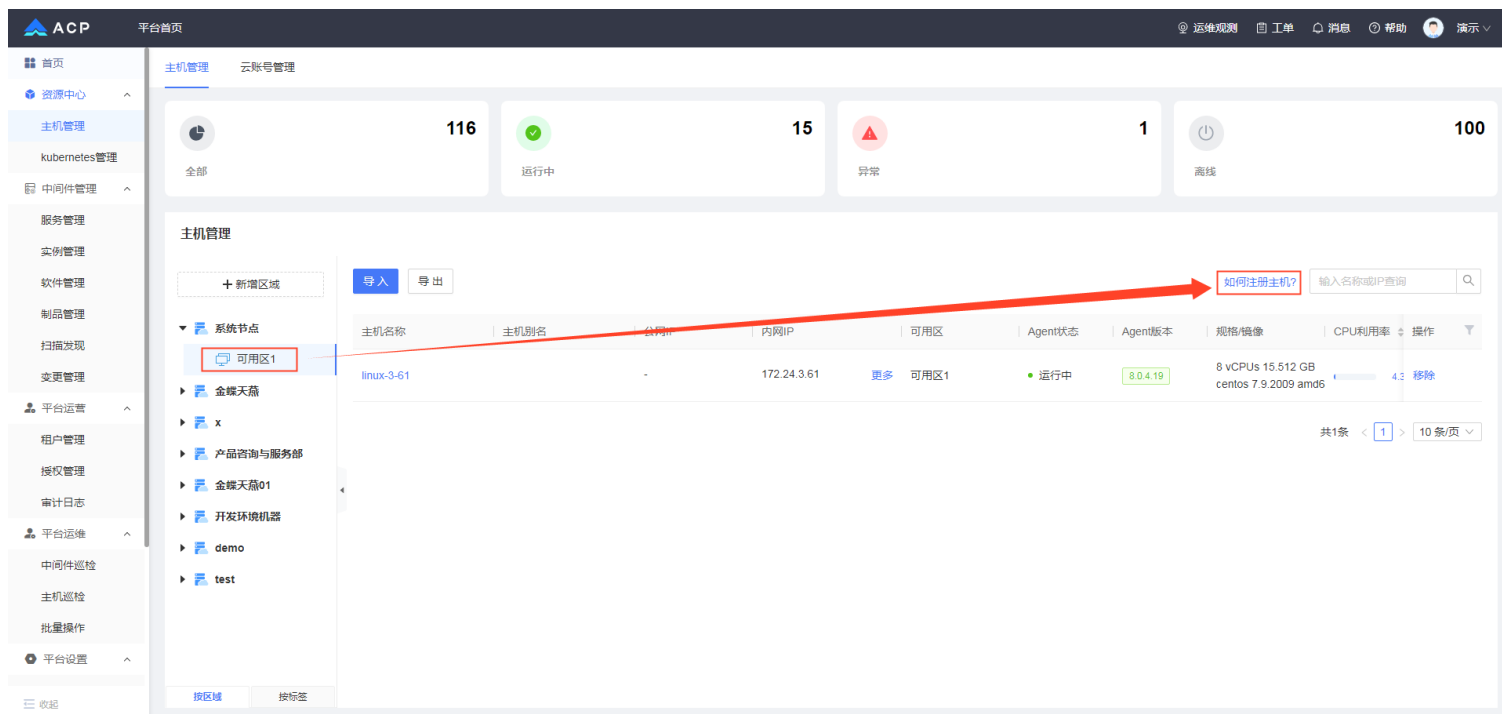 ACP 平台首页 运维观测 工单 消息 帮助 演示
首页
资源中心
主机管理
kubernetes管理
中间件管理
服务管理
实例管理
软件管理
制品管理
扫描发现
变更管理
平台运营
租户管理
授权管理
审计日志
平台运维
中间件巡检
主机巡检
批量操作
平台设置
收起
主机管理 云账号管理
116
全部
15
运行中
1
异常
100
离线
主机管理
新增区域
系统节点
可用区1
金蝶天燕
x
产品咨询与服务部
金蝶天燕01
开发环境机器
demo
test
按区域 按标签
导入 导出 如何注册主机? 输入名称或IP查询
主机名称 主机别名 公网IP 内网IP 可用区 Agent状态 Agent版本 规格/镜像 CPU利用率 操作
linux-3-61 - 172.24.3.61 更多 可用区1 运行中 8.0.4.19 8 vCPUs 15.512 GB 4.3 移除
centos 7.9.2009 amd6
共1条 < 1 > 10 条/页